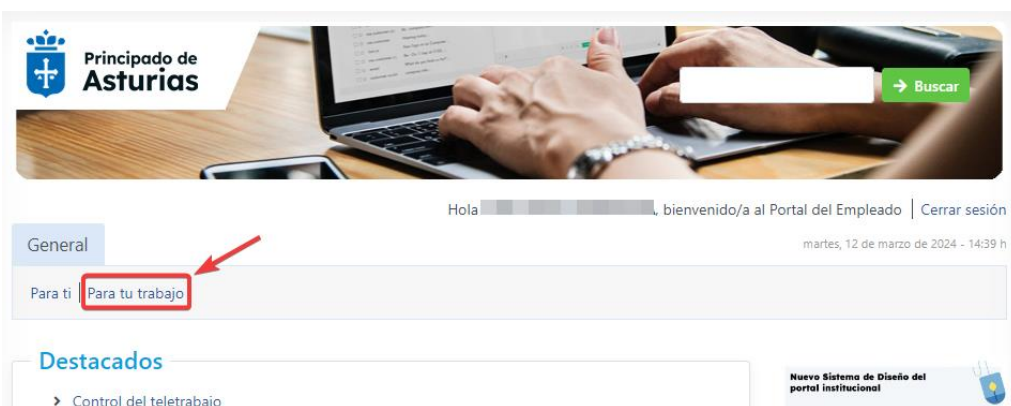 Principado de
Asturias
Buscar
Hola , bienvenido/a al Portal del Empleado | Cerrar sesión
General
martes, 12 de marzo de 2024 - 14:39 h
Para ti | Para tu trabajo
Destacados
Nuevo Sistema de Diseño del
portal institucional
Control del teletrabajo